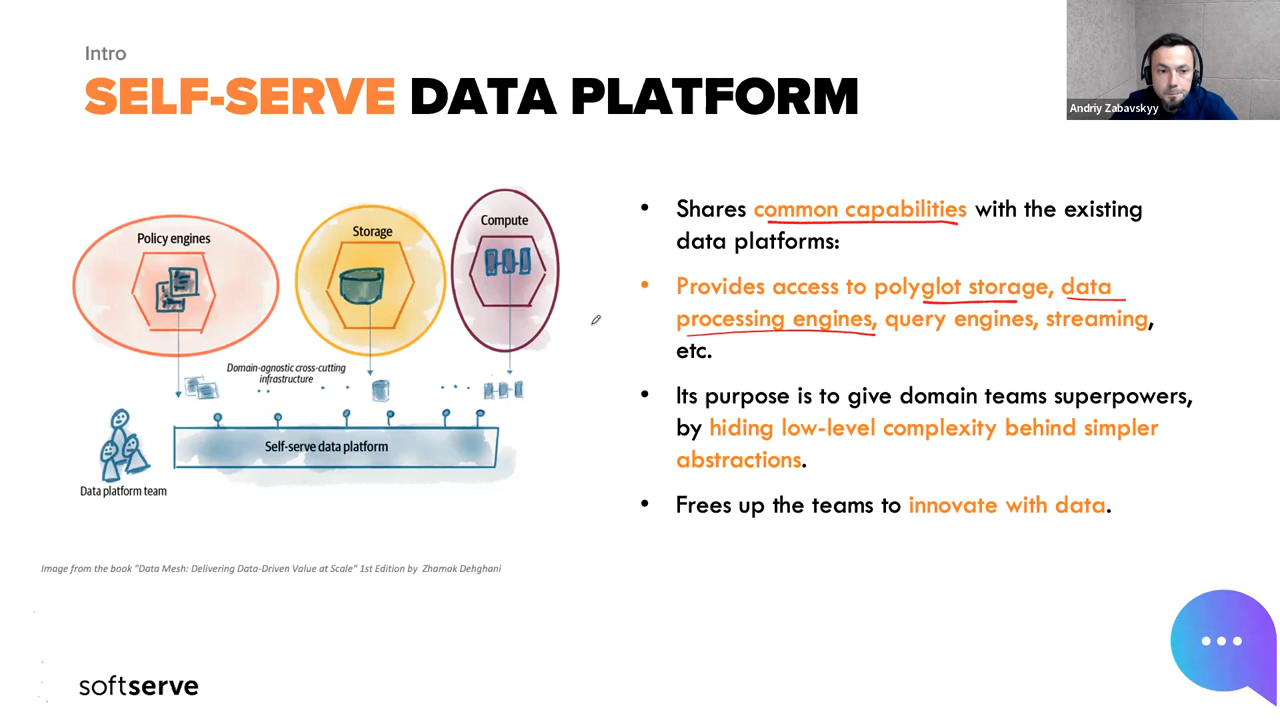 Intro
SELF-SERVE DATA PLATFORM
Andriy Zabavskyy
Policy engines
Storage
Compute
Domain-agnostic cross-cutting
infrastructure
Self-serve data platform
Data platform team
• Shares common capabilities with the existing
data platforms:
• Provides access to polyglot storage, data
processing engines, query engines, streaming,
etc.
• Its purpose is to give domain teams superpowers,
by hiding low-level complexity behind simpler
abstractions.
• Frees up the teams to innovate with data.
Image from the book "Data Mesh: Delivering Data-Driven Value at Scale" 1st Edition by Zhamak Dehghani
softserve